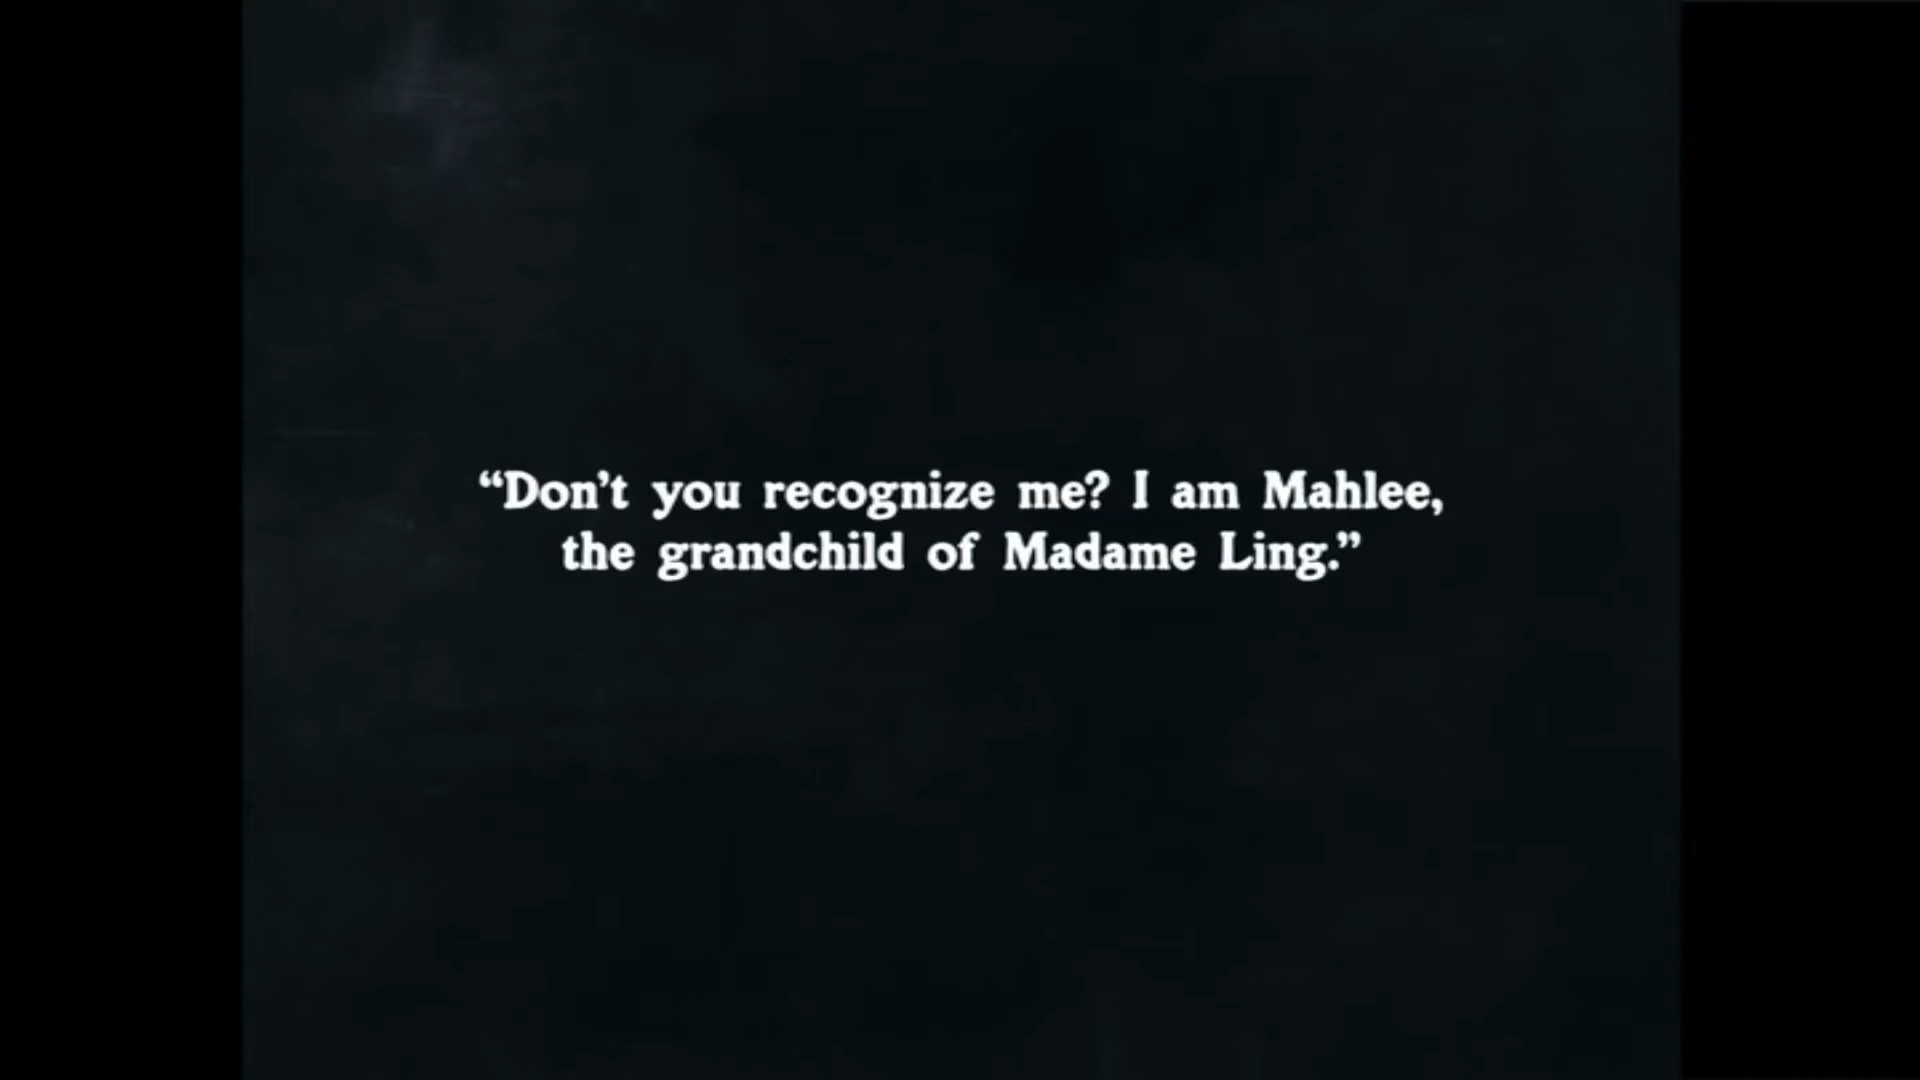 “Don’t you recognize me? I am Mahlee,
the grandchild of Madame Ling.”